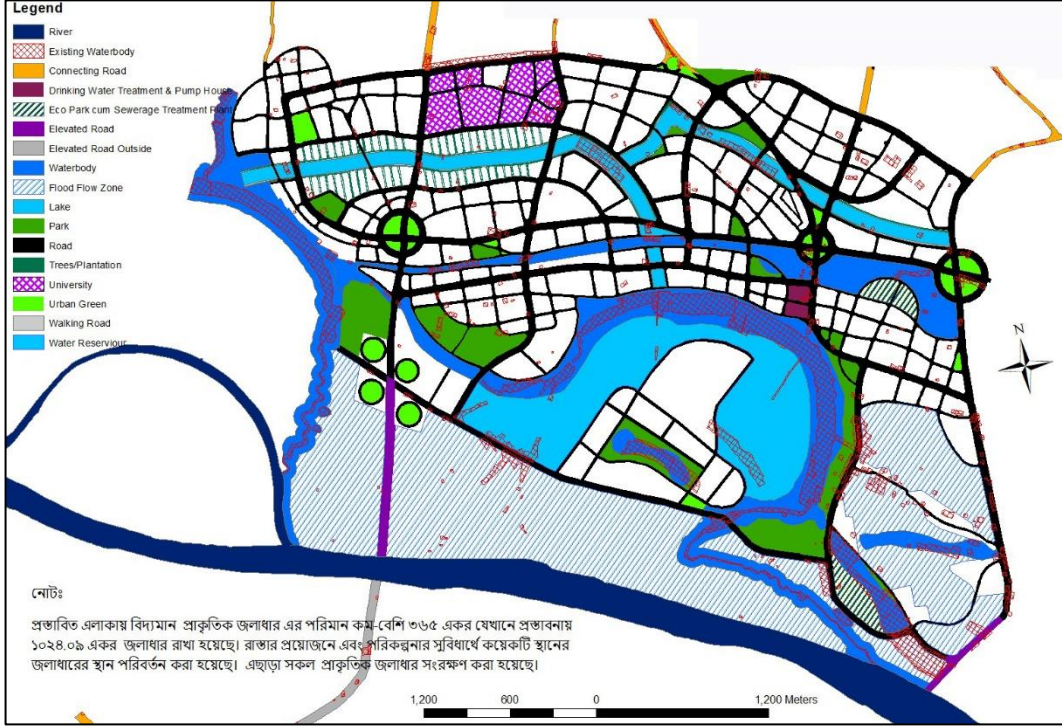 Legend
River
Existing Waterbody
Connecting Road
Drinking Water Treatment & Pump House
Eco Park cum Sewerage Treatment Plant
Elevated Road
Elevated Road Outside
Waterbody
Flood Flow Zone
Lake
Park
Road
Trees/Plantation
University
Urban Green
Walking Road
Water Reserviour
N
নোটঃ
প্রস্তাবিত এলাকায় বিদ্যমান প্রাকৃতিক জলাধার এর পরিমান কম-বেশি ৩৬৫ একর যেখানে প্রস্তাবনায়
১০২৪.০৯ একর জলাধার রাখা হয়েছে। রাস্তার প্রয়োজনে এবং পরিকল্পনার সুবিধার্থে কয়েকটি স্থানের
জলাধারের স্থান পরিবর্তন করা হয়েছে। এছাড়া সকল প্রাকৃতিক জলাধার সংরক্ষণ করা হয়েছে।
1,200 600 0 1,200 Meters